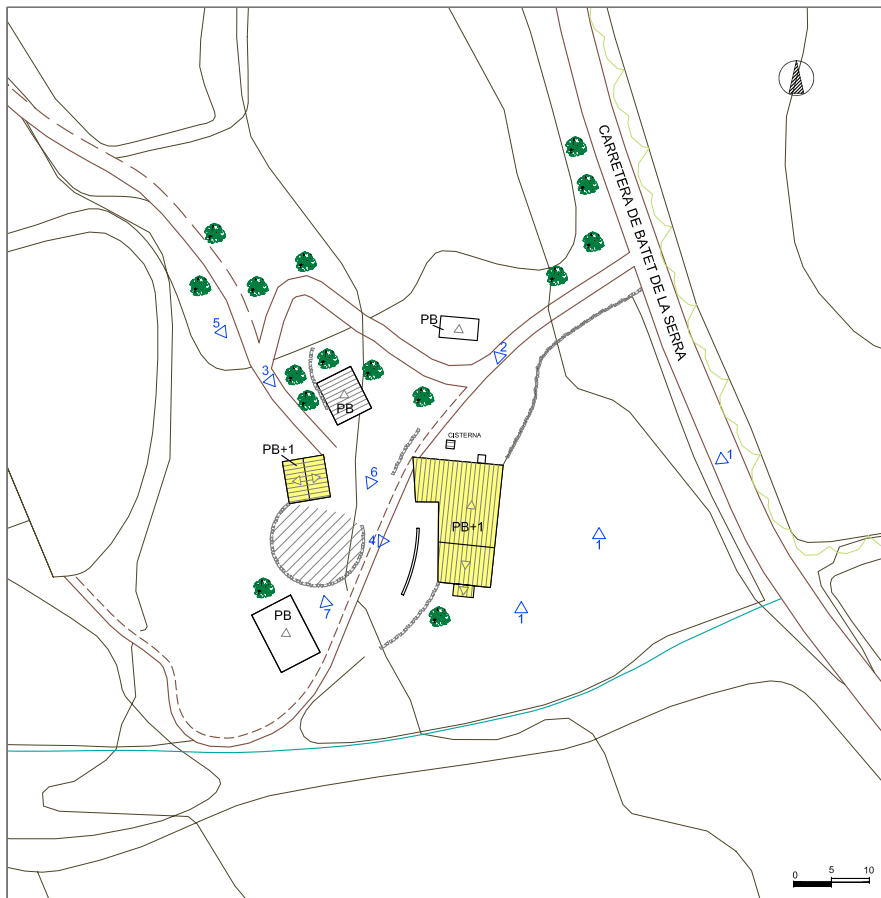 CARRETERA DE BATET DE LA SERRA
PB
5
2
3
PB
CISTERNA
PB+1
1
6
PB+1
4
1
7
1
PB
0 5 10